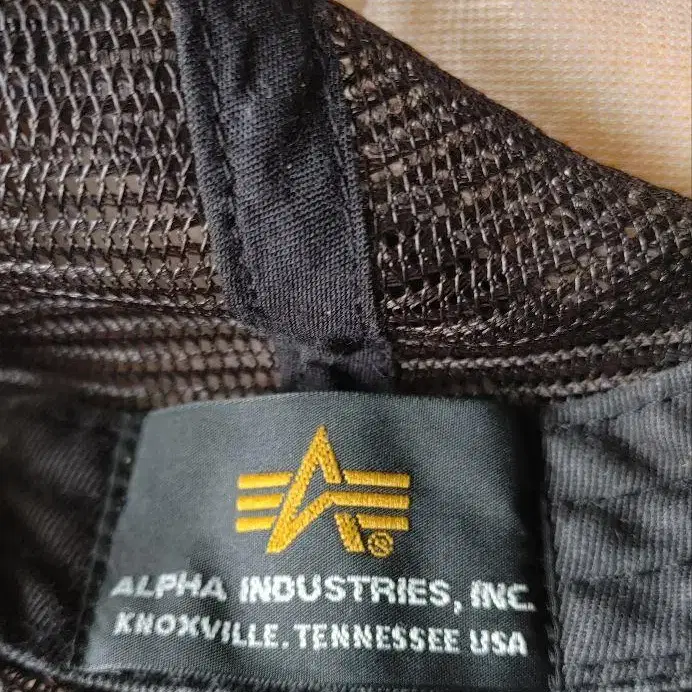 ®
ALPHA INDUSTRIES, INC.
KNOXVILLE. TENNESSEE USA